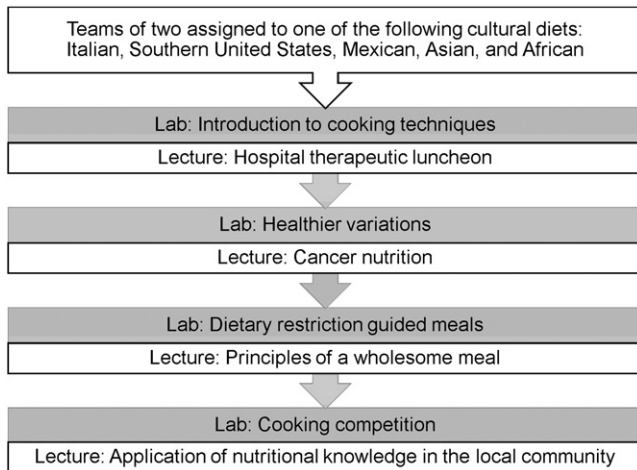 Teams of two assigned to one of the following cultural diets:
Italian, Southern United States, Mexican, Asian, and African
Lab: Introduction to cooking techniques
Lecture: Hospital therapeutic luncheon
Lab: Healthier variations
Lecture: Cancer nutrition
Lab: Dietary restriction guided meals
Lecture: Principles of a wholesome meal
Lab: Cooking competition
Lecture: Application of nutritional knowledge in the local community